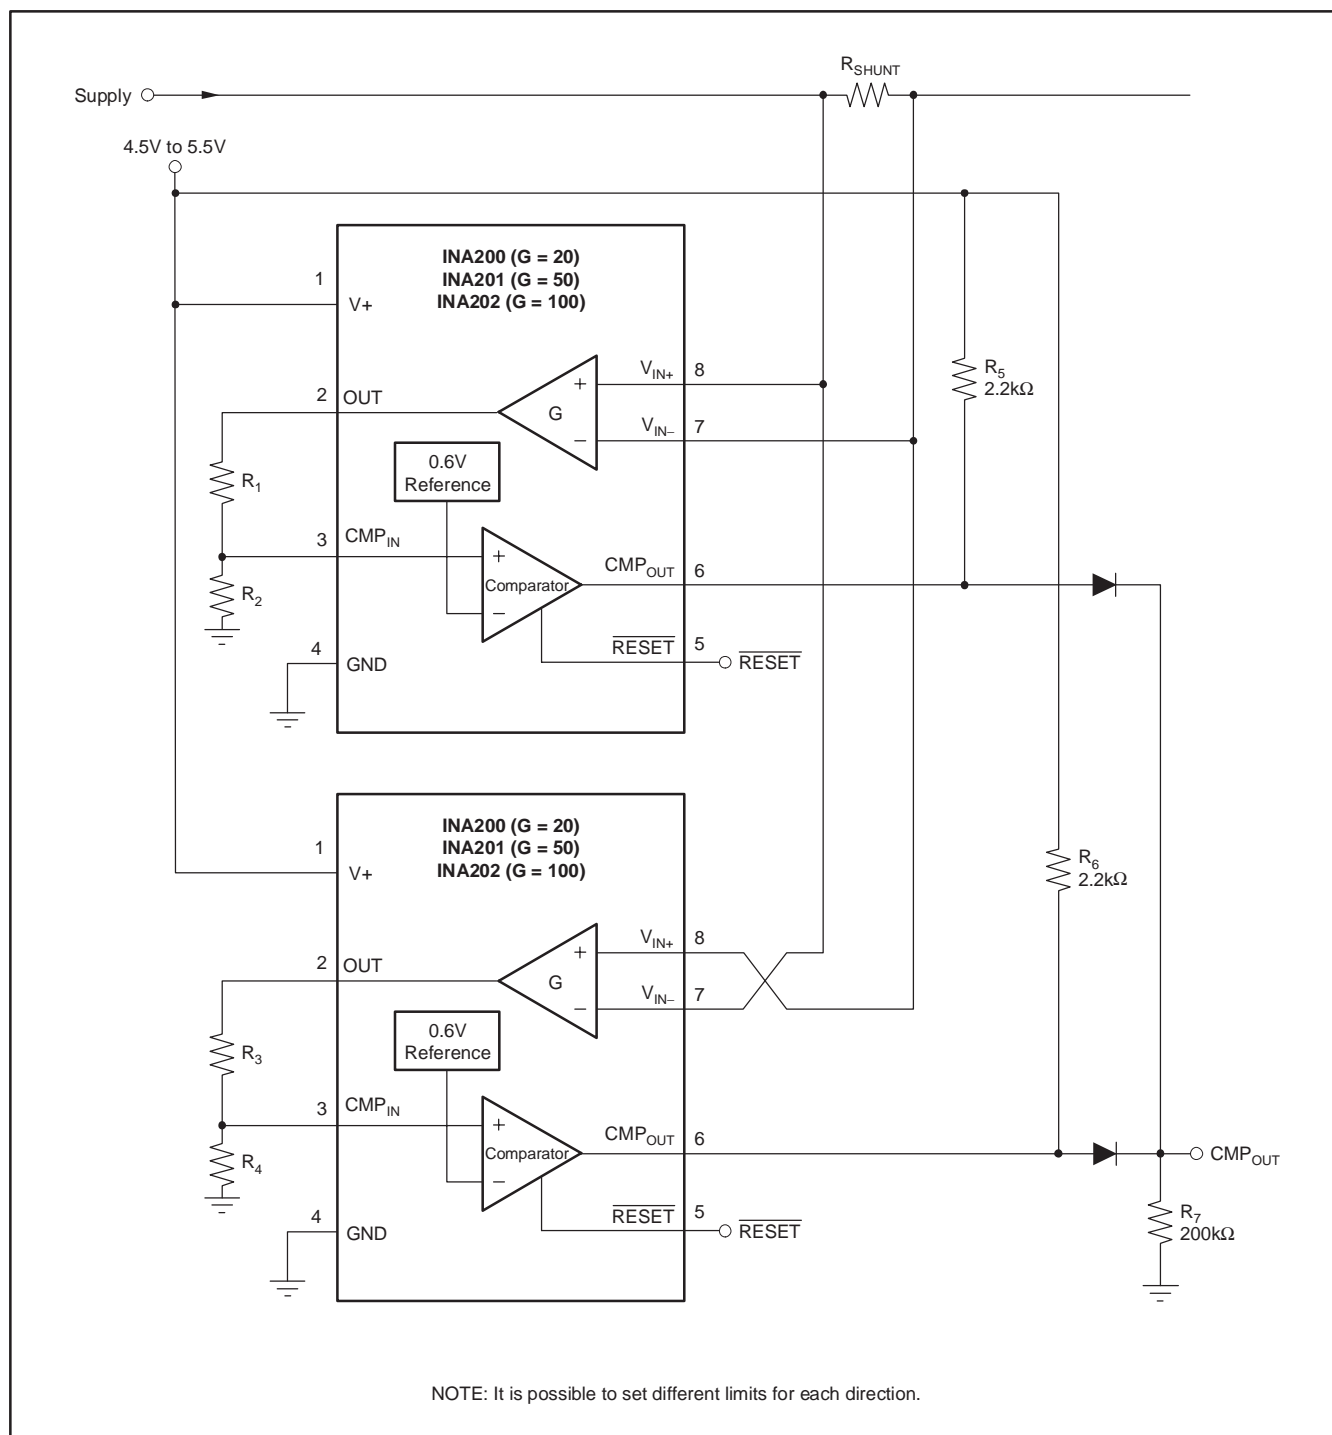 R_SHUNT
Supply
4.5V to 5.5V
INA200 (G = 20)
INA201 (G = 50)
INA202 (G = 100)
1
V+
V_IN+
8
+
R_5
2.2kΩ
2
OUT
G
V_IN−
7
−
0.6V
Reference
R_1
3
CMP_IN
+
CMP_OUT
6
Comparator
R_2
−
4
GND
RESET
5
RESET
INA200 (G = 20)
INA201 (G = 50)
INA202 (G = 100)
1
V+
R_6
2.2kΩ
V_IN+
8
+
2
OUT
G
V_IN−
7
−
0.6V
Reference
R_3
3
CMP_IN
+
CMP_OUT
6
Comparator
CMP_OUT
R_4
−
4
GND
RESET
5
RESET
R_7
200kΩ
NOTE: It is possible to set different limits for each direction.